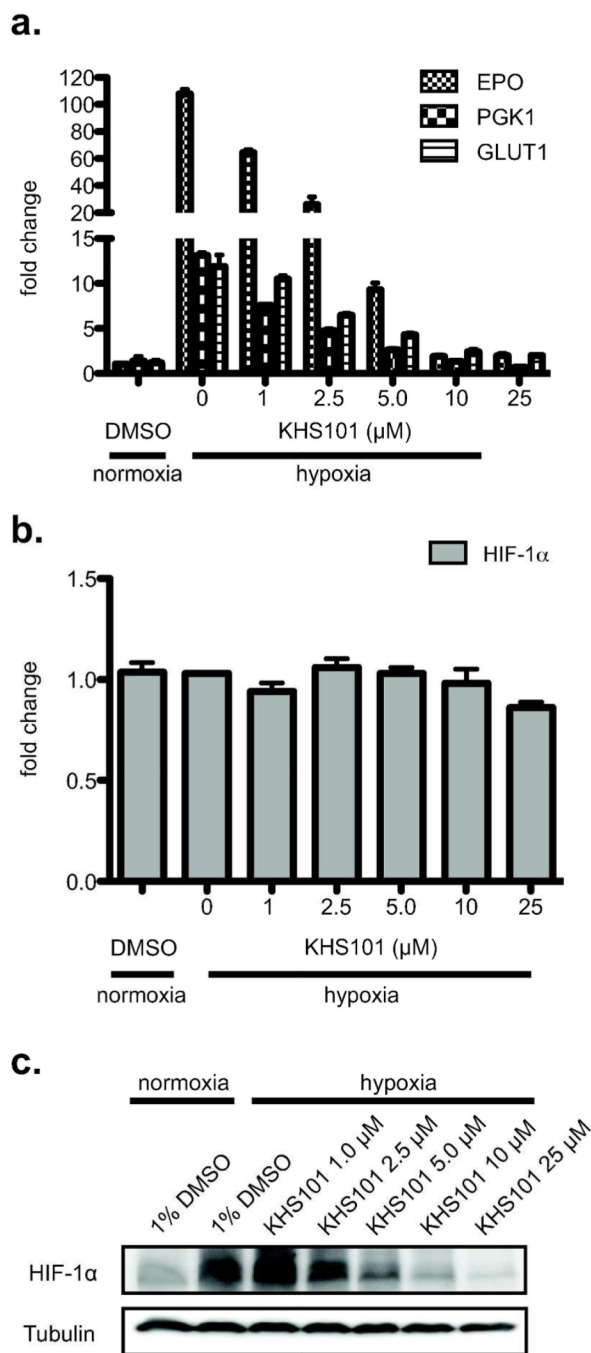 a.
EPO
PGK1
GLUT1
fold change
120
100
80
60
40
20
15
10
5
0
0 1 2.5 5.0 10 25
DMSO KHS101 (μM)
normoxia hypoxia
b.
HIF-1α
fold change
1.5
1.0
0.5
0.0
0 1 2.5 5.0 10 25
DMSO KHS101 (μM)
normoxia hypoxia
c.
normoxia hypoxia
1% DMSO
1% DMSO
KHS101 1.0 μM
KHS101 2.5 μM
KHS101 5.0 μM
KHS101 10 μM
KHS101 25 μM
HIF-1α
Tubulin